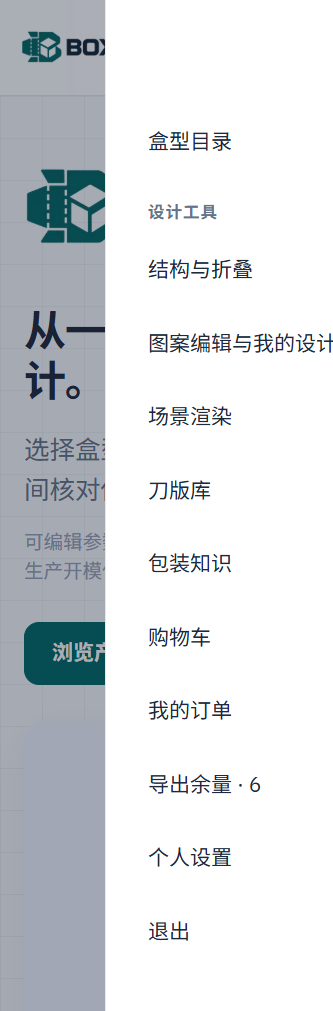 BOX
盒型目录
设计工具
结构与折叠
图案编辑与我的设计
场景渲染
刀版库
包装知识
购物车
我的订单
导出余量 · 6
个人设置
退出
从一
计。
选择盒
间核对
可编辑参
生产开模
浏览产